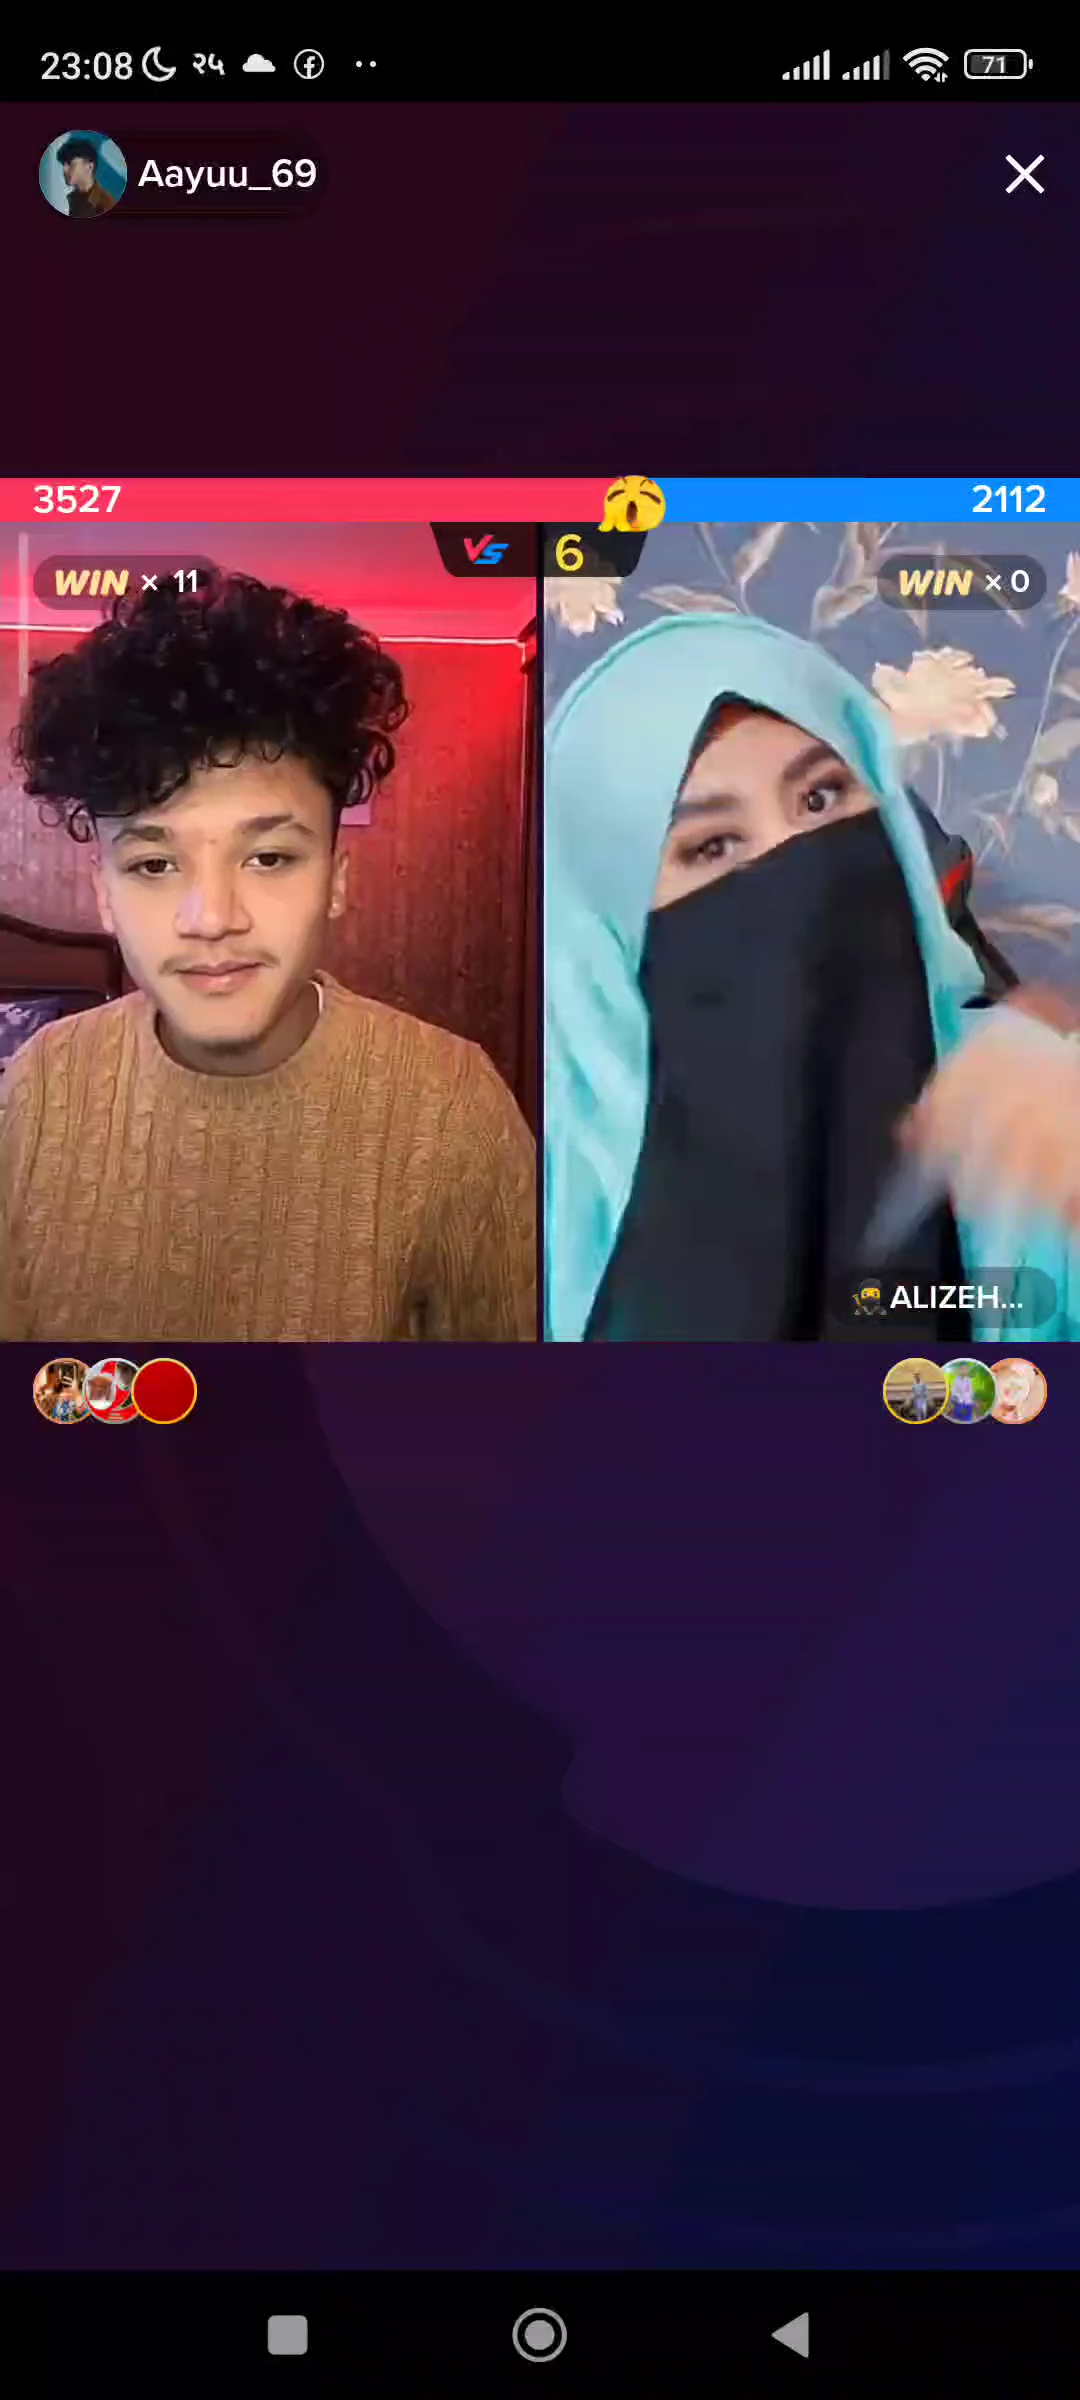 23:08 २५ 71
Aayuu_69
3527 2112
VS 6
WIN × 11 WIN × 0
ALIZEH...